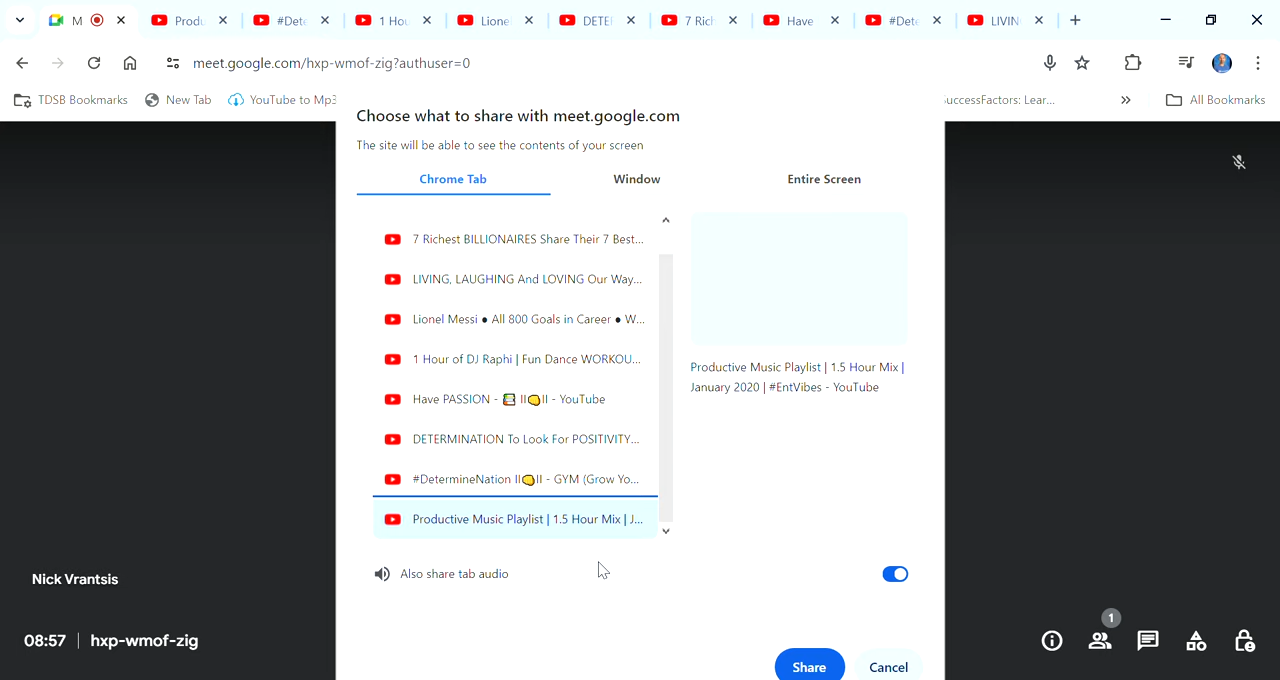 M
Produ
#Dete
1 Hou
Lione
DETE
7 Rich
Have
#Dete
LIVIN
meet.google.com/hxp-wmof-zig?authuser=0
TDSB Bookmarks
New Tab
YouTube to Mp3
SuccessFactors: Lear...
All Bookmarks
Choose what to share with meet.google.com
The site will be able to see the contents of your screen
Chrome Tab
Window
Entire Screen
7 Richest BILLIONAIRES Share Their 7 Best...
LIVING, LAUGHING And LOVING Our Way...
Lionel Messi ● All 800 Goals in Career ● W...
1 Hour of DJ Raphi | Fun Dance WORKOU...
Have PASSION - 📚 II👊II - YouTube
DETERMINATION To Look For POSITIVITY...
#DetermineNation II👊II - GYM (Grow Yo...
Productive Music Playlist | 1.5 Hour Mix | J...
Productive Music Playlist | 1.5 Hour Mix |
January 2020 | #EntVibes - YouTube
Also share tab audio
Share
Cancel
Nick Vrantsis
08:57 | hxp-wmof-zig
1